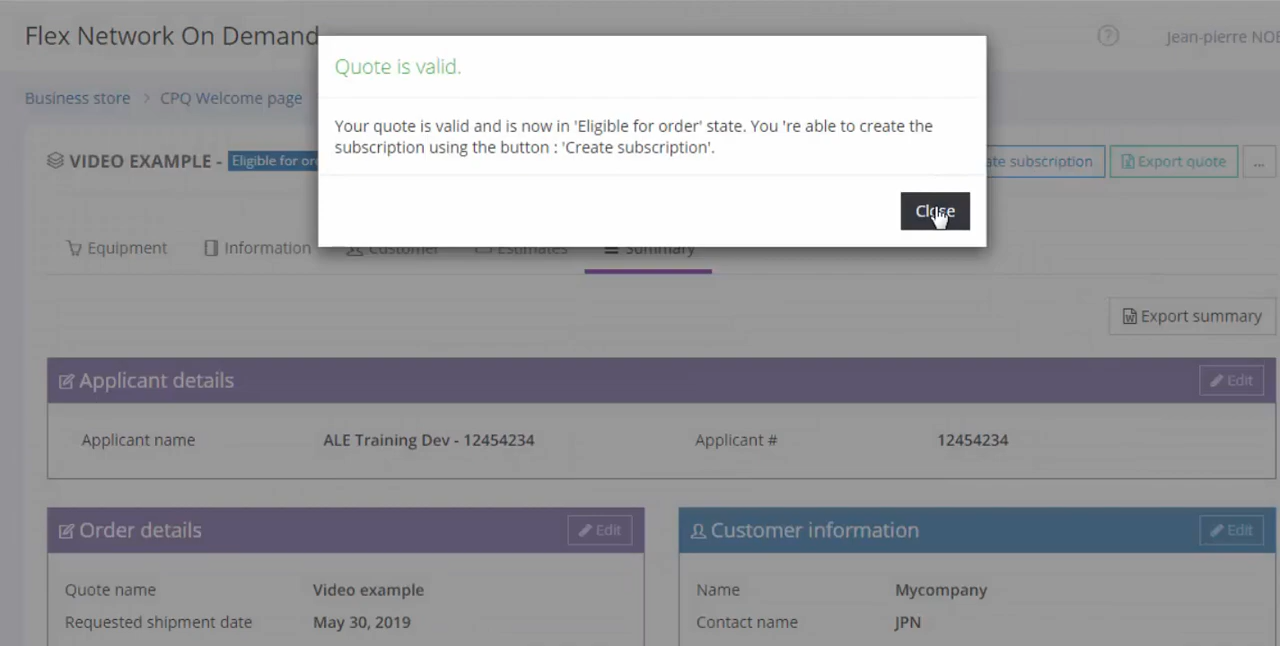 Flex Network On Demand
Jean-pierre NOE
Quote is valid.
Business store > CPQ Welcome page
Your quote is valid and is now in 'Eligible for order' state. You 're able to create the
subscription using the button : 'Create subscription'.
VIDEO EXAMPLE - Eligible for or
ate subscription Export quote ...
Close
Equipment Information Customer Estimates Summary
Export summary
Applicant details Edit
Applicant name ALE Training Dev - 12454234 Applicant # 12454234
Order details Edit Customer information Edit
Quote name Video example Name Mycompany
Requested shipment date May 30, 2019 Contact name JPN